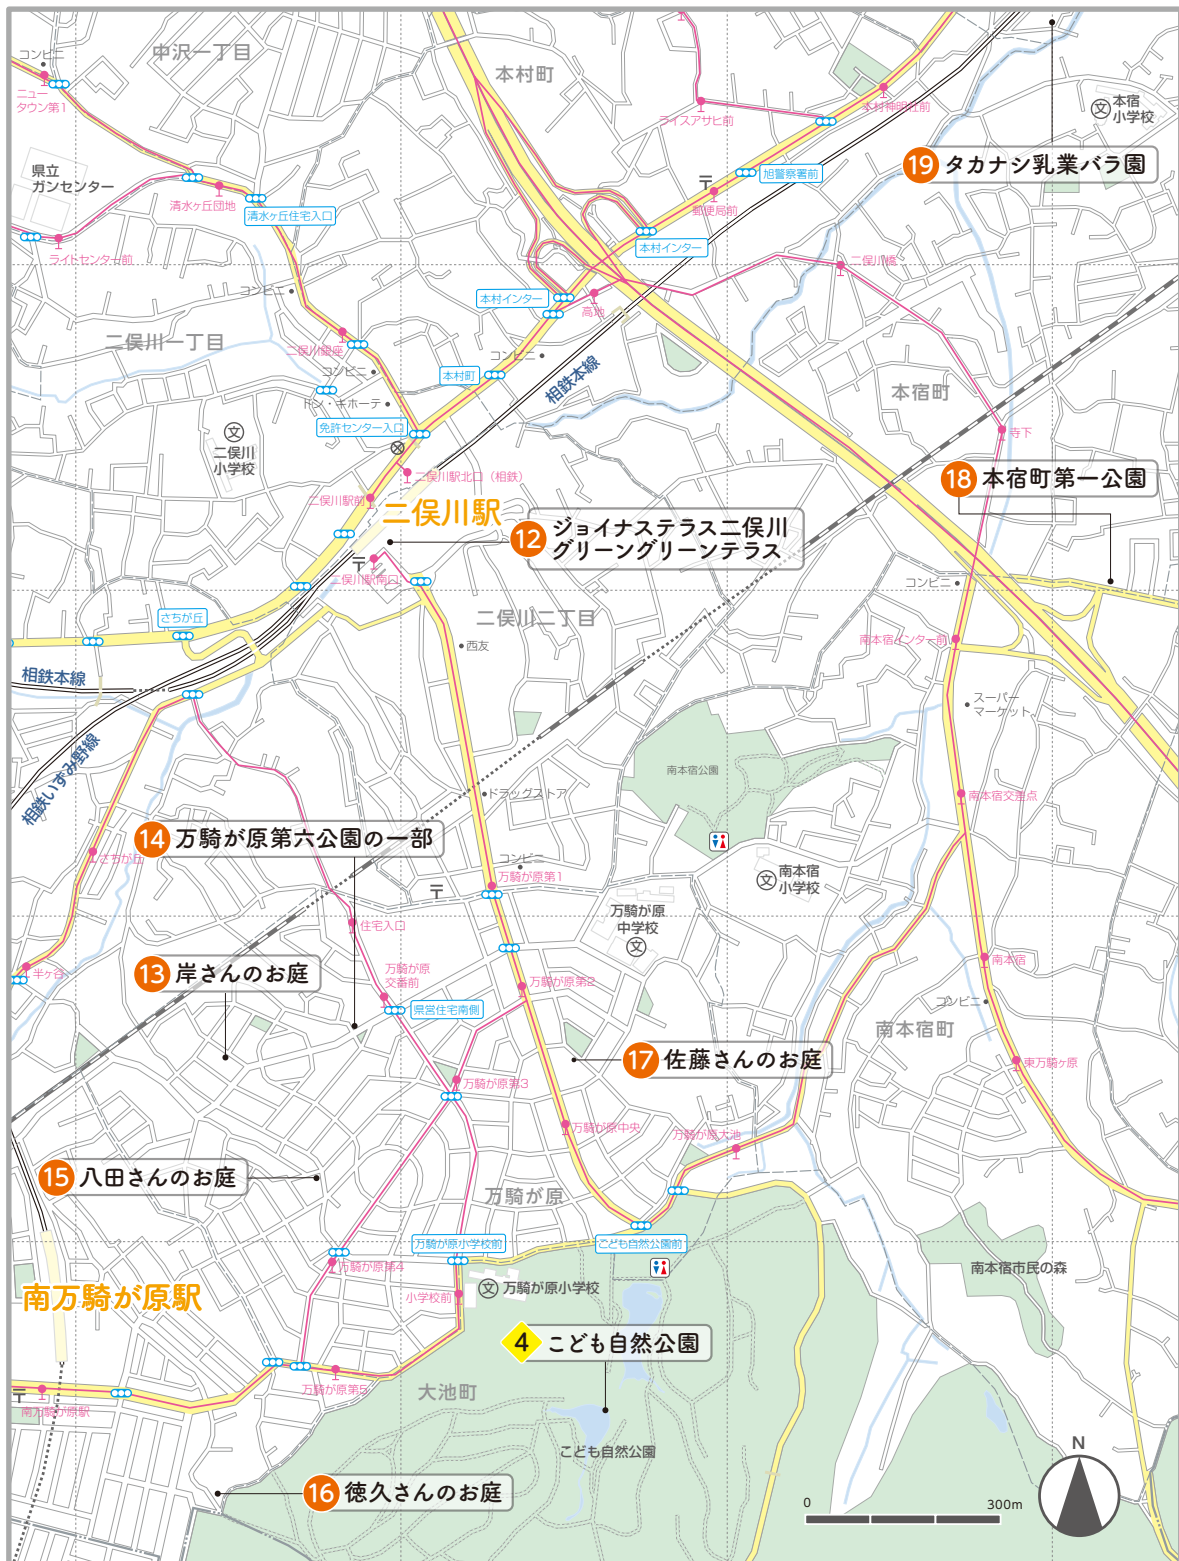 コンビニ
中沢一丁目
本村町
ニュー
タウン第1
ライスアサヒ前
本村神明社前
本宿
小学校
文
県立
ガンセンター
19 タカナシ乳業バラ園
旭警察署前
清水ヶ丘団地
清水ヶ丘住宅入口
郵便局前
ライトセンター前
本村インター
二俣川橋
コンビニ
本村インター
高地
二俣川一丁目
二俣川銀座
コンビニ
コンビニ
本村町
相鉄本線
本宿町
ドン・キホーテ
免許センター入口
寺下
文
二俣川
小学校
二俣川駅北口（相鉄）
18 本宿町第一公園
二俣川駅前
二俣川駅
12 ジョイナステラス二俣川
グリーングリーンテラス
二俣川駅南口
コンビニ
さちが丘
二俣川二丁目
西友
南本宿インター前
相鉄本線
スーパー
マーケット
相鉄いずみ野線
南本宿公園
ドラッグストア
南本宿交差点
14 万騎が原第六公園の一部
さちが丘
コンビニ
万騎が原第1
文
南本宿
小学校
住宅入口
万騎が原
中学校
文
13 岸さんのお庭
半ヶ谷
万騎が原
交番前
万騎が原第2
南本宿
県営住宅南側
コンビニ
南本宿町
17 佐藤さんのお庭
東万騎ヶ原
万騎が原第3
万騎が原中央
万騎が原大池
15 八田さんのお庭
万騎が原
万騎が原小学校前
こども自然公園前
万騎が原第4
南本宿市民の森
南万騎が原駅
小学校前
文 万騎が原小学校
4 こども自然公園
万騎が原第5
大池町
南万騎が原駅
こども自然公園
N
16 徳久さんのお庭
0
300m